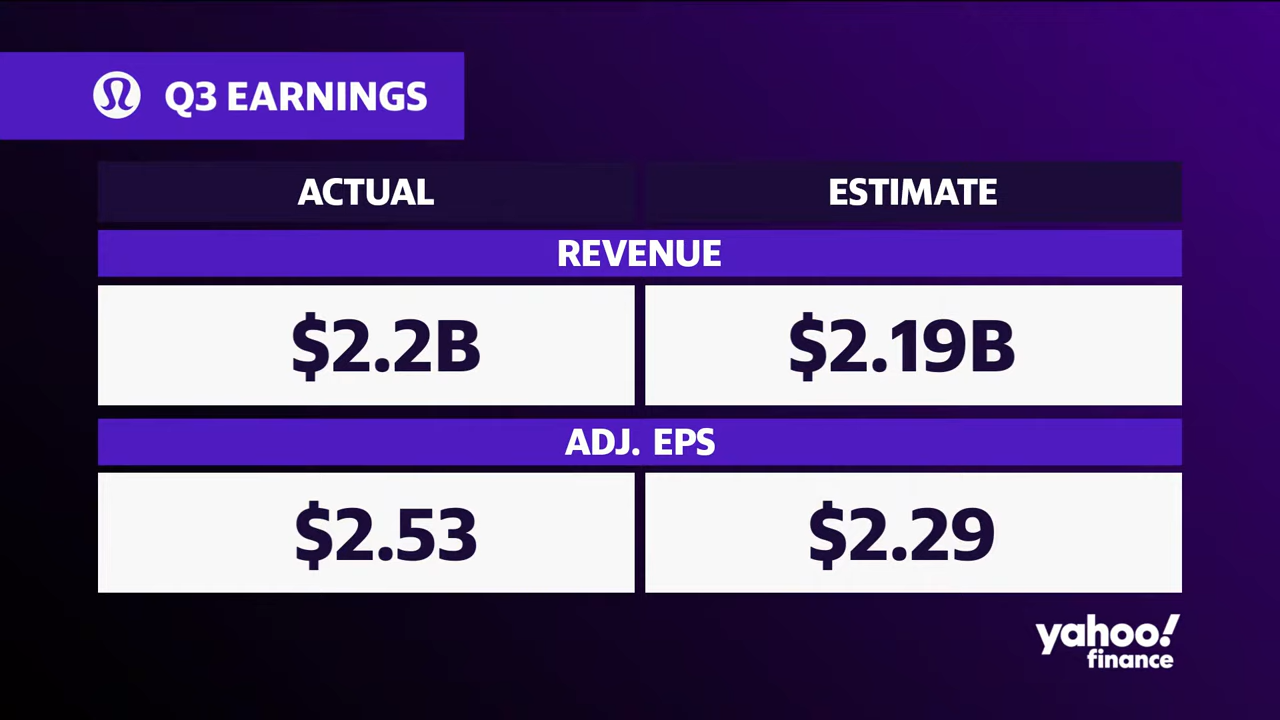 Q3 EARNINGS
ACTUAL ESTIMATE
REVENUE
$2.2B $2.19B
ADJ. EPS
$2.53 $2.29
yahoo!
finance